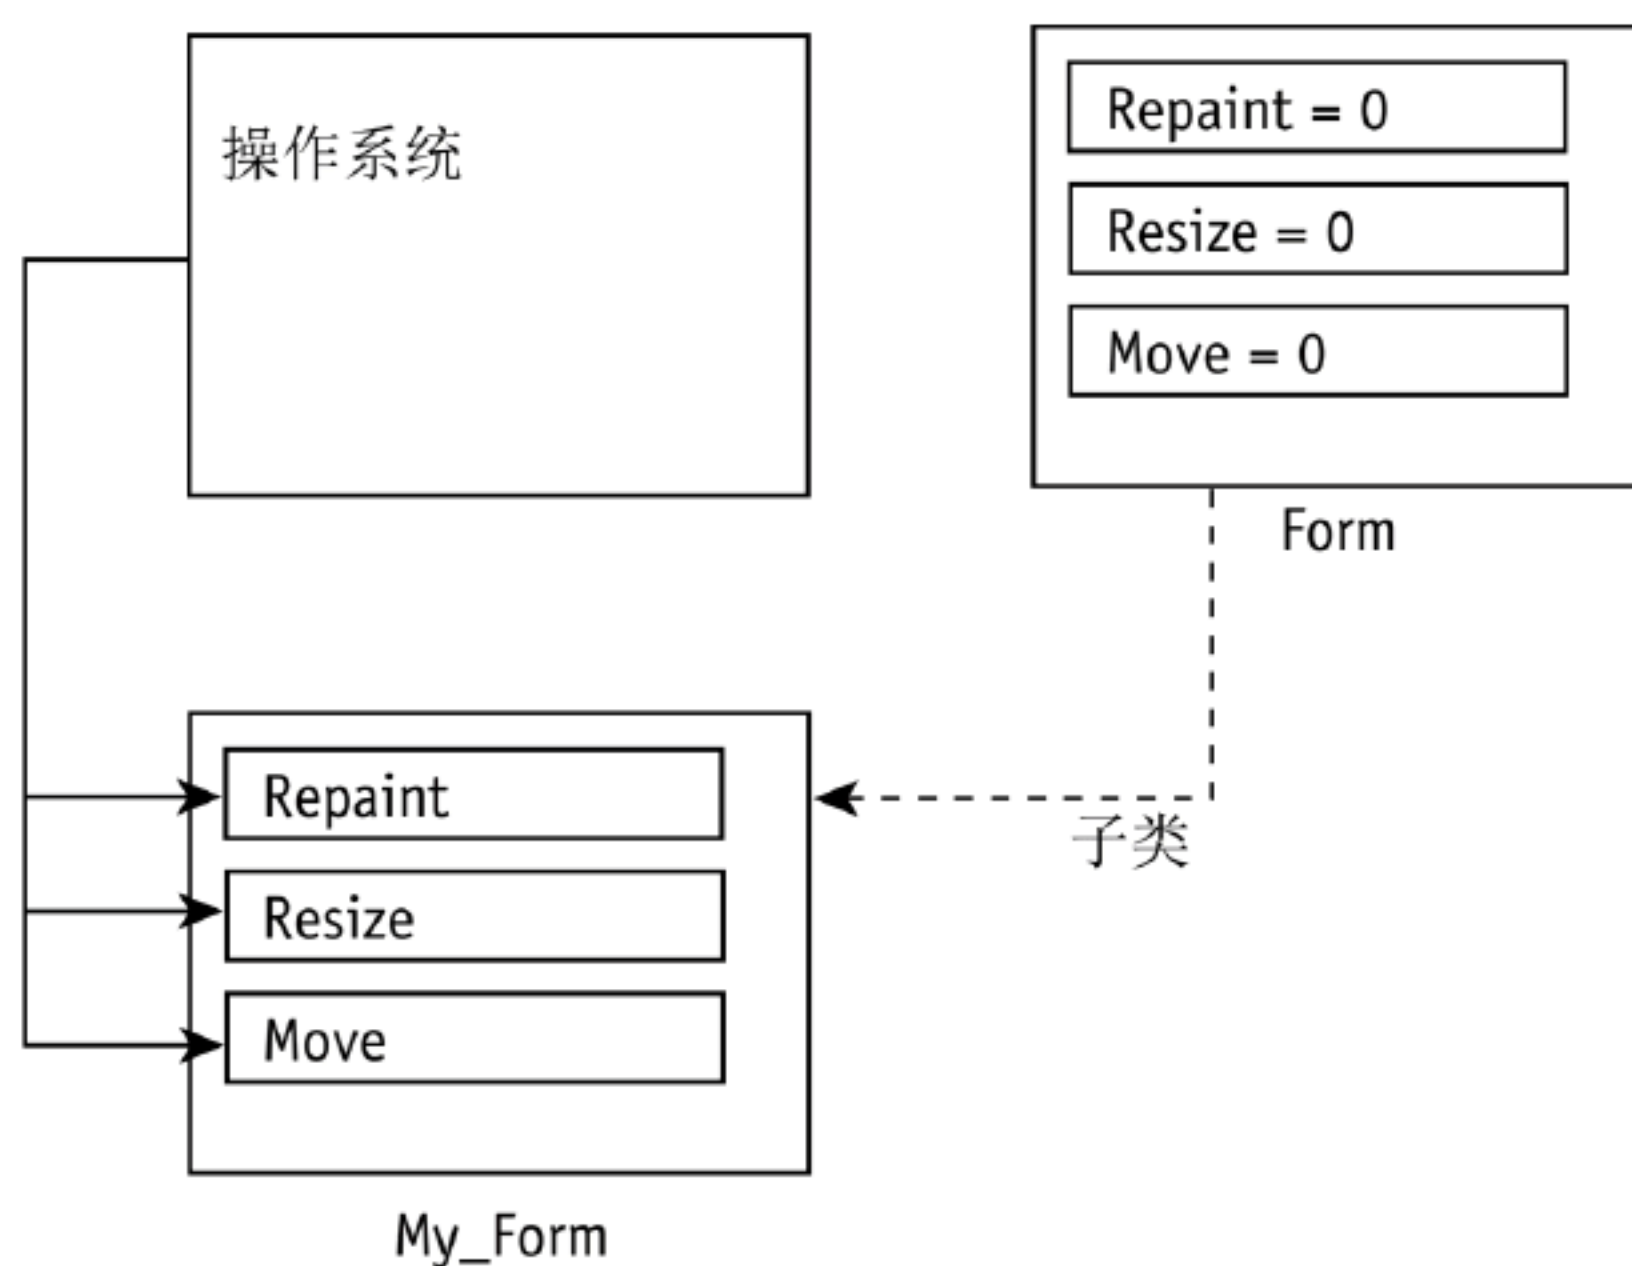 操作系统
Repaint = 0
Resize = 0
Move = 0
Form
Repaint
Resize
Move
子类
My_Form